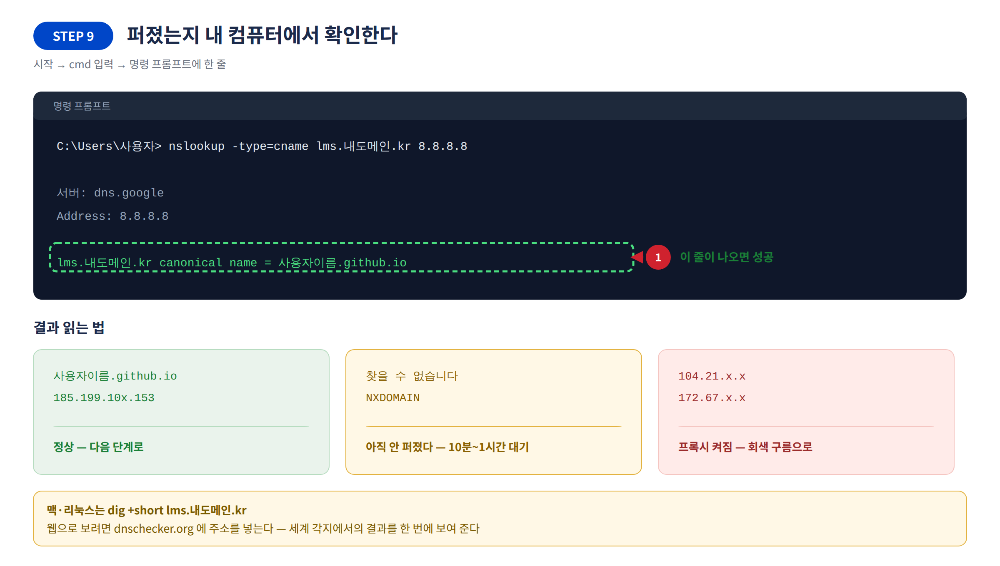 STEP 9
퍼졌는지 내 컴퓨터에서 확인한다
시작 → cmd 입력 → 명령 프롬프트에 한 줄
명령 프롬프트
C:\Users\사용자> nslookup -type=cname lms.내도메인.kr 8.8.8.8
서버: dns.google
Address: 8.8.8.8
lms.내도메인.kr canonical name = 사용자이름.github.io
1
이 줄이 나오면 성공
결과 읽는 법
사용자이름.github.io
185.199.10x.153
정상 — 다음 단계로
찾을 수 없습니다
NXDOMAIN
아직 안 퍼졌다 — 10분~1시간 대기
104.21.x.x
172.67.x.x
프록시 켜짐 — 회색 구름으로
맥·리눅스는 dig +short lms.내도메인.kr
웹으로 보려면 dnschecker.org 에 주소를 넣는다 — 세계 각지에서의 결과를 한 번에 보여 준다